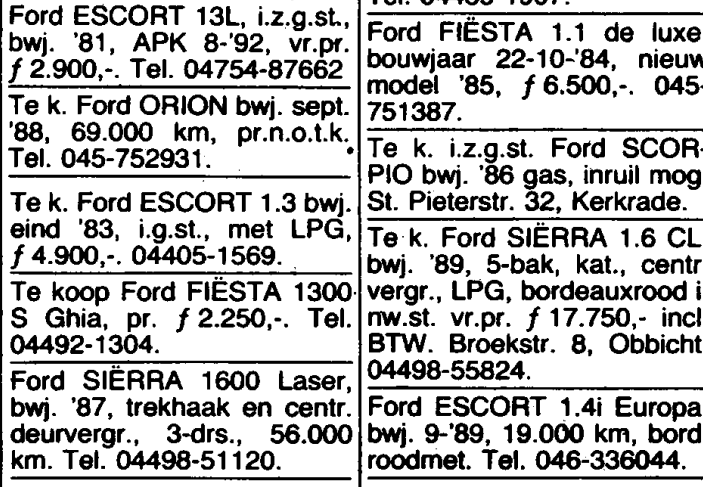 Ford ESCORT 13L, i.z.g.st.,
bwj. '81, APK 8-'92, vr.pr.
ƒ 2.900,-. Tel. 04754-87662
Te k. Ford ORION bwj. sept.
'88, 69.000 km, pr.n.o.t.k.
Tel. 045-752931.
Te k. Ford ESCORT 1.3 bwj.
eind '83, i.g.st., met LPG,
ƒ 4.900,-. 04405-1569.
Te koop Ford FIËSTA 1300
S Ghia, pr. ƒ 2.250,-. Tel.
04492-1304.
Ford SIËRRA 1600 Laser,
bwj. '87, trekhaak en centr.
deurvergr., 3-drs., 56.000
km. Tel. 04498-51120.
Ford FIËSTA 1.1 de luxe
bouwjaar 22-10-'84, nieuw
model '85, ƒ 6.500,-. 045-
751387.
Te k. i.z.g.st. Ford SCOR-
PIO bwj. '86 gas, inruil mog
St. Pieterstr. 32, Kerkrade.
Te k. Ford SIËRRA 1.6 CL
bwj. '89, 5-bak, kat., centr
vergr., LPG, bordeauxrood i
nw.st. vr.pr. ƒ 17.750,- incl
BTW. Broekstr. 8, Obbicht
04498-55824.
Ford ESCORT 1.4i Europa
bwj. 9-'89, 19.000 km, bord
roodmet. Tel. 046-336044.